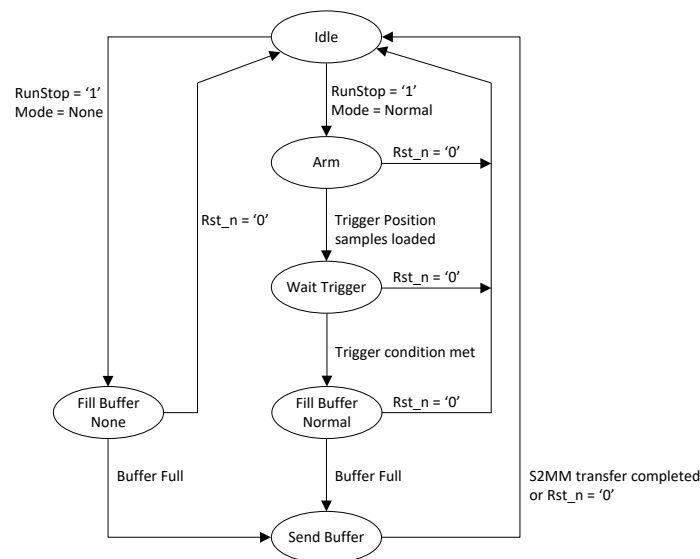 Idle
RunStop = ‘1’
Mode = None
RunStop = ‘1’
Mode = Normal
Arm
Rst_n = ‘0’
Rst_n = ‘0’
Trigger Position
samples loaded
Wait Trigger
Rst_n = ‘0’
Trigger condition met
Fill Buffer
None
Fill Buffer
Normal
Rst_n = ‘0’
Buffer Full
Buffer Full
S2MM transfer completed
or Rst_n = ‘0’
Send Buffer